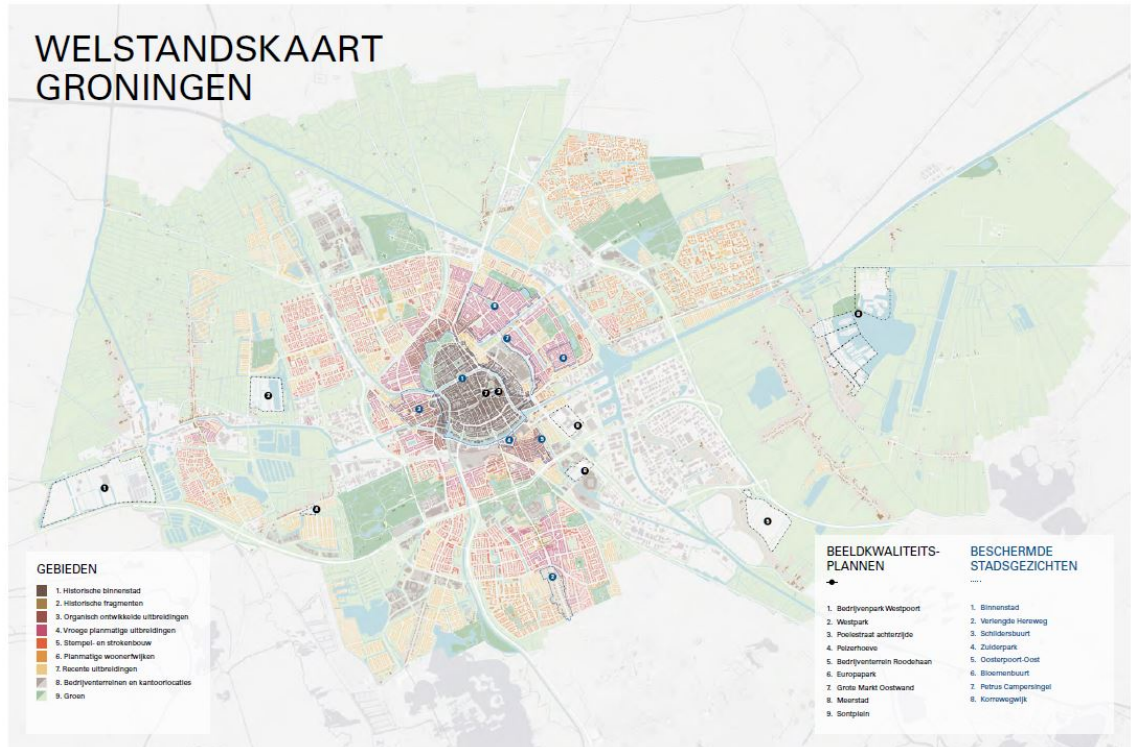 WELSTANDSKAART
GRONINGEN
GEBIEDEN
1. Historische binnenstad
2. Historische fragmenten
3. Organisch ontwikkelde uitbreidingen
4. Vroege planmatige uitbreidingen
5. Stempel- en strokenbouw
6. Planmatige woonerfwijken
7. Recente uitbreidingen
8. Bedrijventerreinen en kantoorlocaties
9. Groen
BEELDKWALITEITS-
PLANNEN
1. Bedrijvenpark Westpoort
2. Westpark
3. Poelestraat achterzijde
4. Peizerhoeve
5. Bedrijventerrein Roodehaan
6. Europapark
7. Grote Markt Oostwand
8. Meerstad
9. Sontplein
BESCHERMDE
STADSGEZICHTEN
1. Binnenstad
2. Verlengde Hereweg
3. Schildersbuurt
4. Zuiderpark
5. Oosterpoort-Oost
6. Bloemenbuurt
7. Petrus Campersingel
8. Korrewegwijk